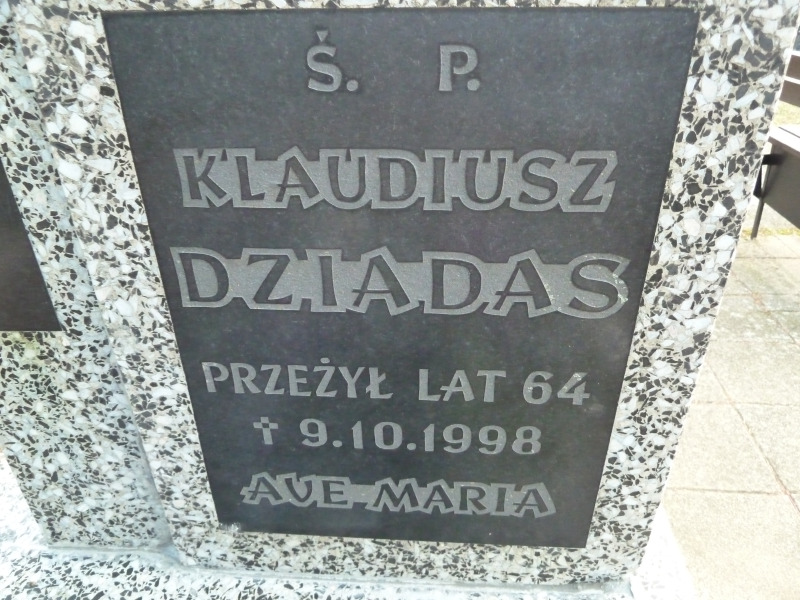 Ś. P.
KLAUDIUSZ
DZIADAS
PRZEŻYŁ LAT 64
† 9.10.1998
AVE MARIA